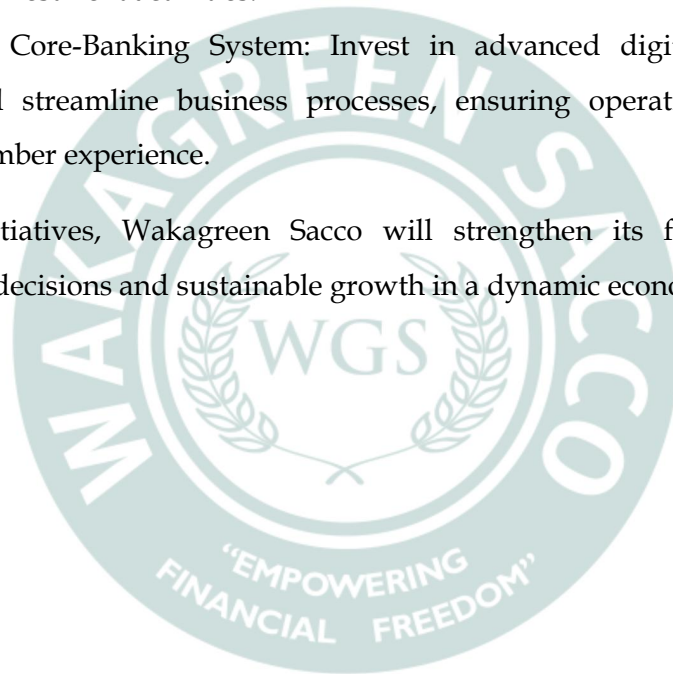 Core-Banking System: Invest in advanced digi
streamline business processes, ensuring operat
mber experience.
tiatives, Wakagreen Sacco will strengthen its f
decisions and sustainable growth in a dynamic econo
WAKAGREEN SACCO
WGS
"EMPOWERING
FINANCIAL FREEDOM"